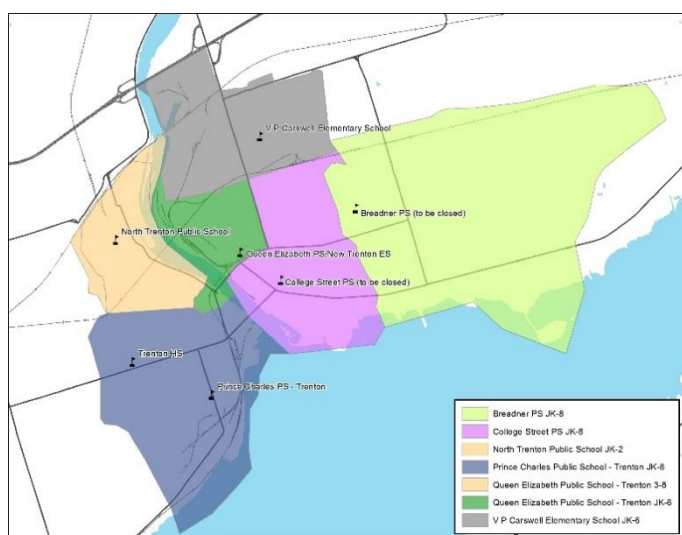 V P Carswell Elementary School
Breadner PS (to be closed)
North Trenton Public School
Queen Elizabeth PS/New Trenton ES
College Street PS (to be closed)
Trenton HS
Prince Charles PS - Trenton
Breadner PS JK-8
College Street PS JK-8
North Trenton Public School JK-2
Prince Charles Public School - Trenton JK-8
Queen Elizabeth Public School - Trenton 3-8
Queen Elizabeth Public School - Trenton JK-6
V P Carswell Elementary School JK-6